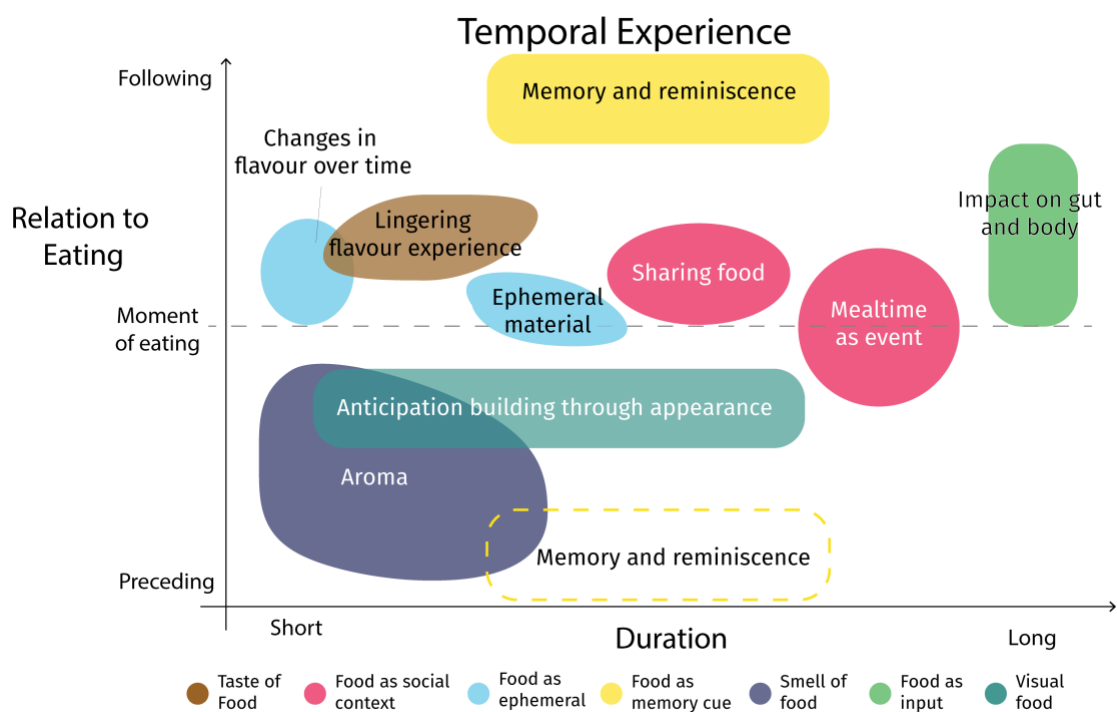 Temporal Experience
Following
Memory and reminiscence
Changes in
flavour over time
Relation to
Eating
Lingering
flavour experience
Impact on gut
and body
Sharing food
Ephemeral
material
Mealtime
as event
Moment
of eating
Anticipation building through appearance
Aroma
Memory and reminiscence
Preceding
Short
Duration
Long
Taste of
Food
Food as social
context
Food as
ephemeral
Food as
memory cue
Smell of
food
Food as
input
Visual
food